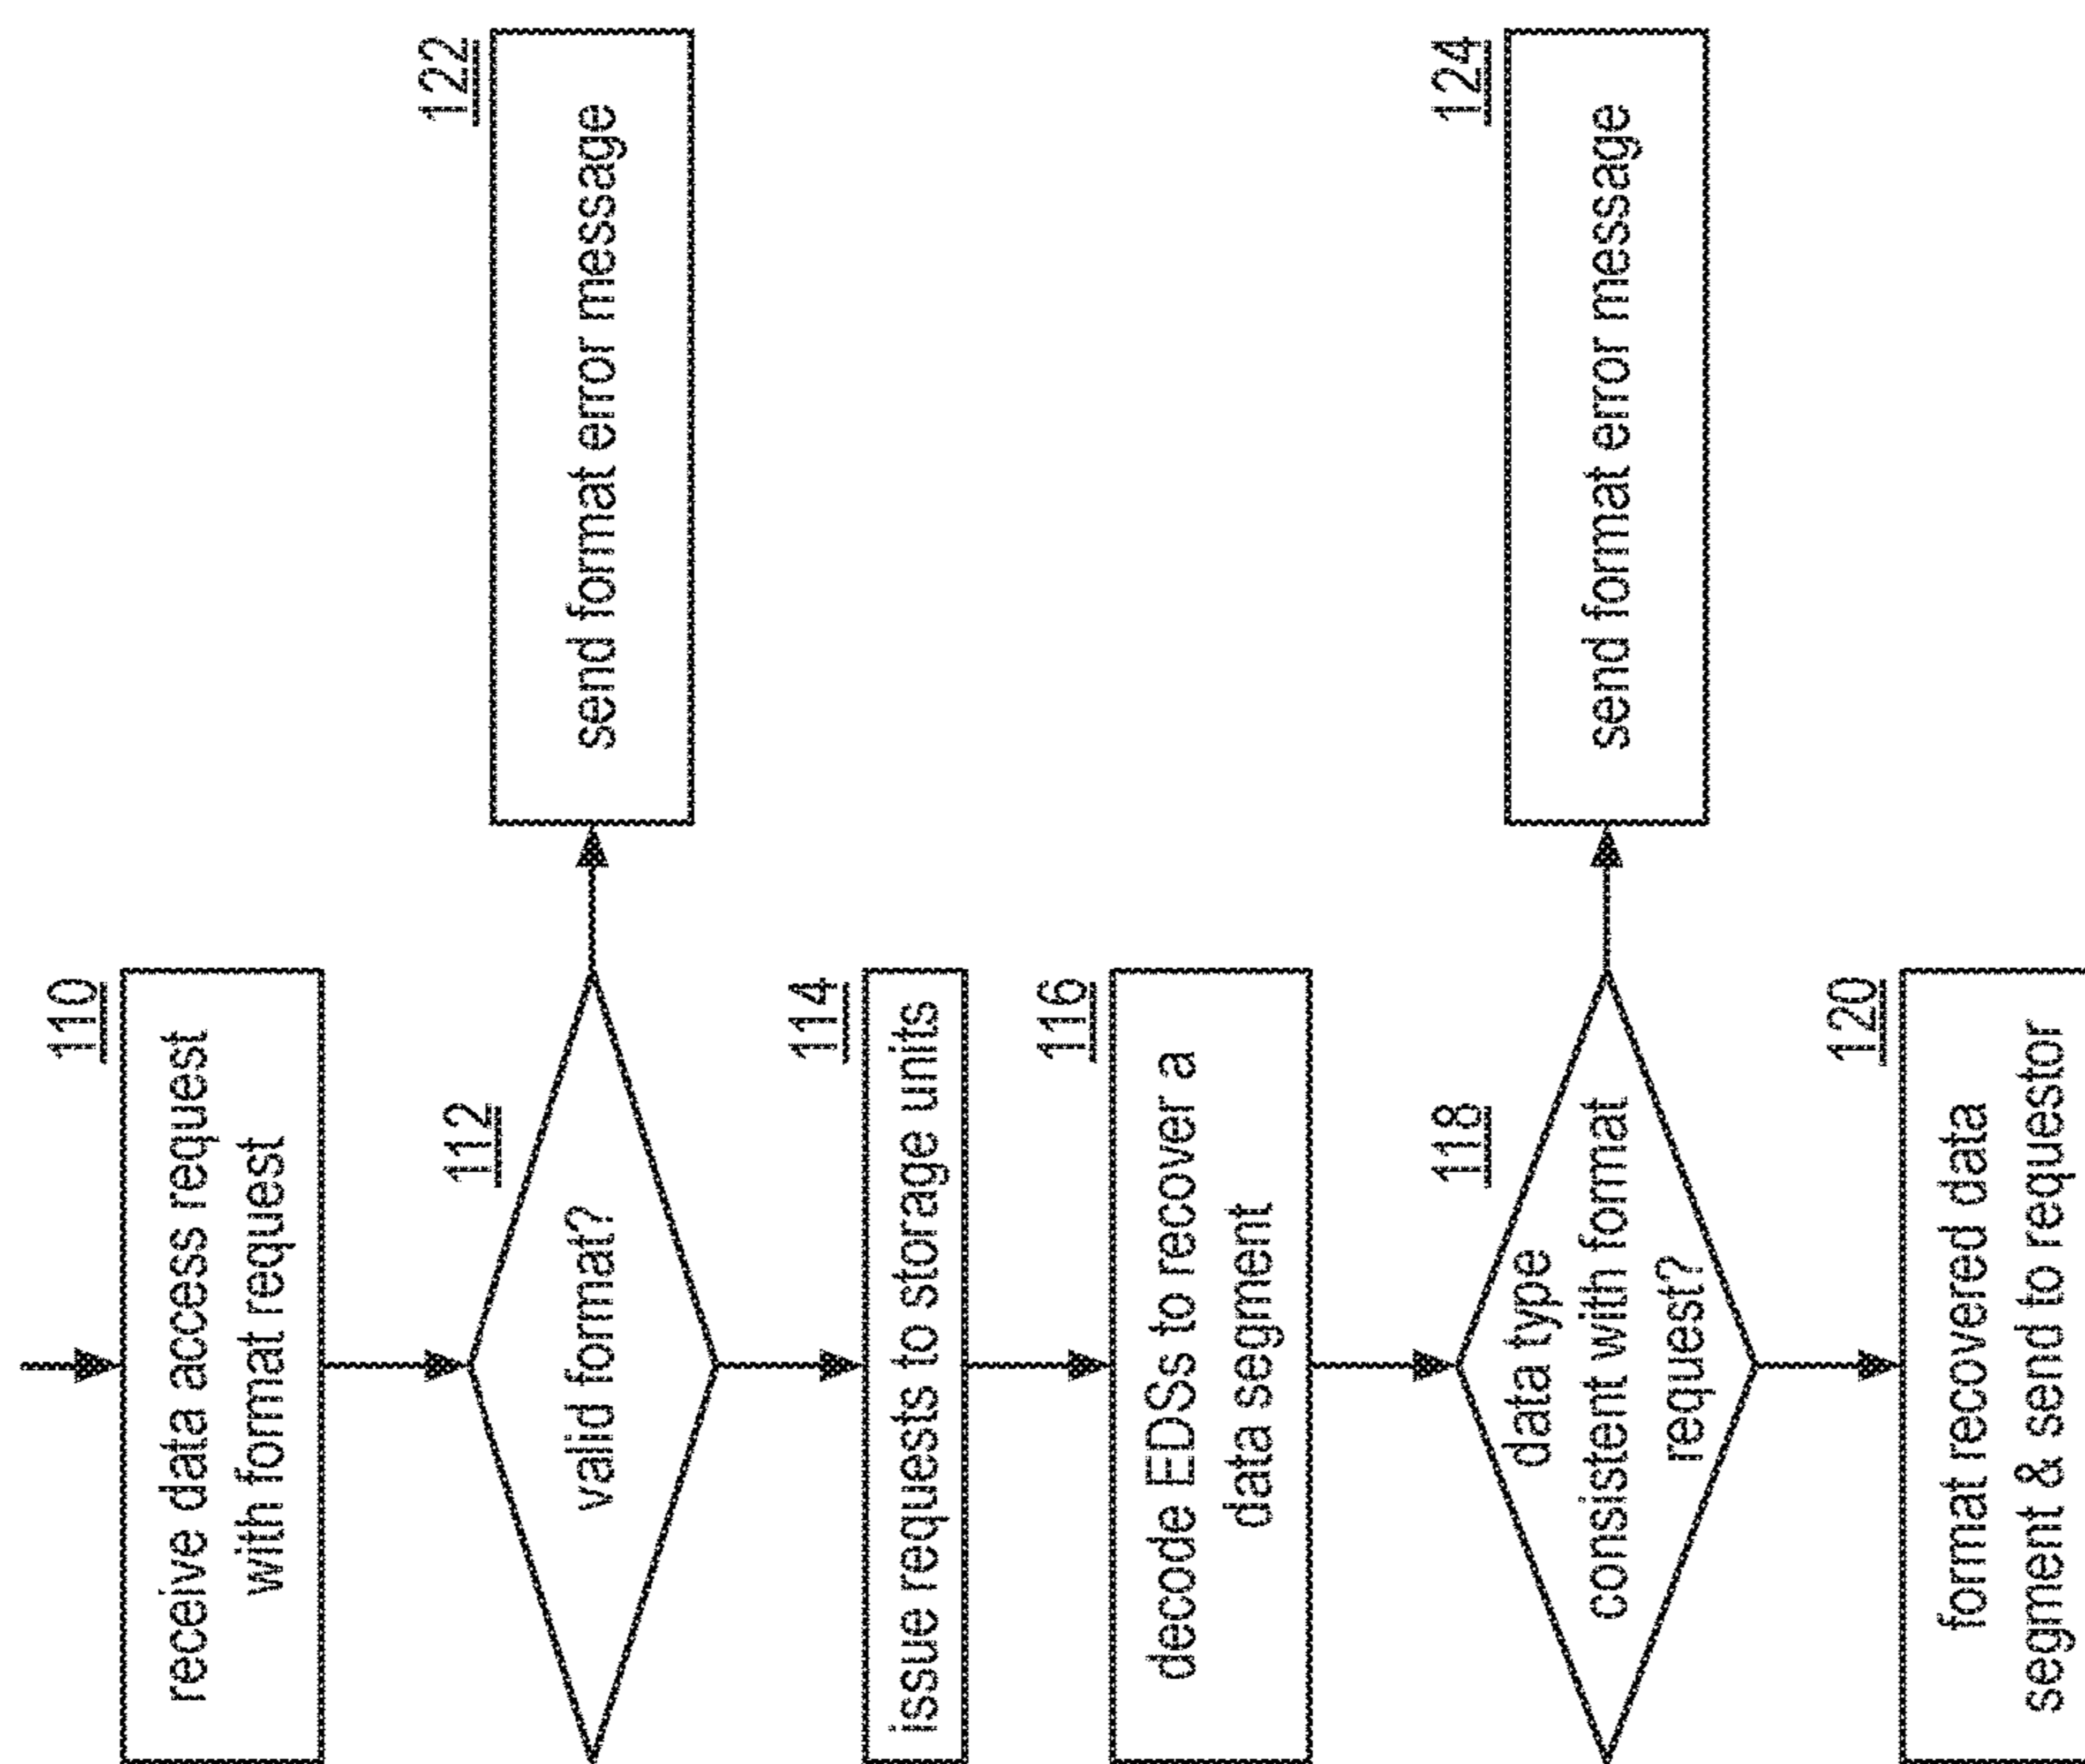 110
receive data access request
with format request
112
valid format?
122
send format error message
114
issue requests to storage units
116
decode EDSs to recover a
data segment
118
data type
consistent with format
request?
124
send format error message
120
format recovered data
segment & send to requestor